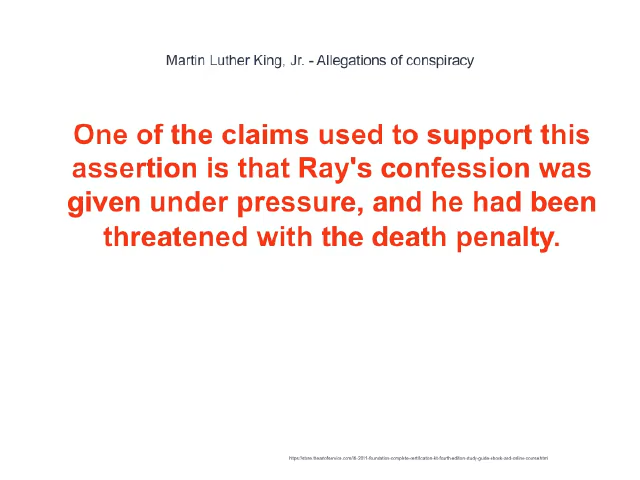 Martin Luther King, Jr. - Allegations of conspiracy
One of the claims used to support this
assertion is that Ray's confession was
given under pressure, and he had been
threatened with the death penalty.